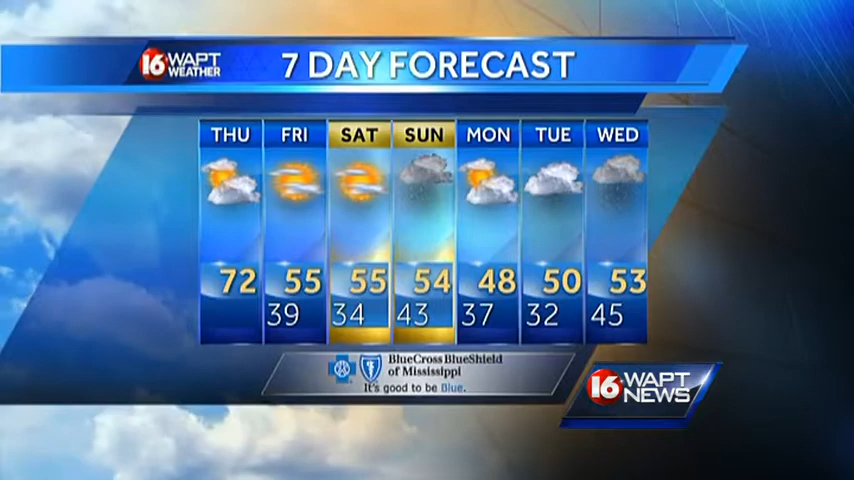 16 WAPT
WEATHER
7 DAY FORECAST
THU FRI SAT SUN MON TUE WED
72 55 55 54 48 50 53
39 34 43 37 32 45
BlueCross BlueShield
of Mississippi
It's good to be Blue.
16 WAPT
NEWS